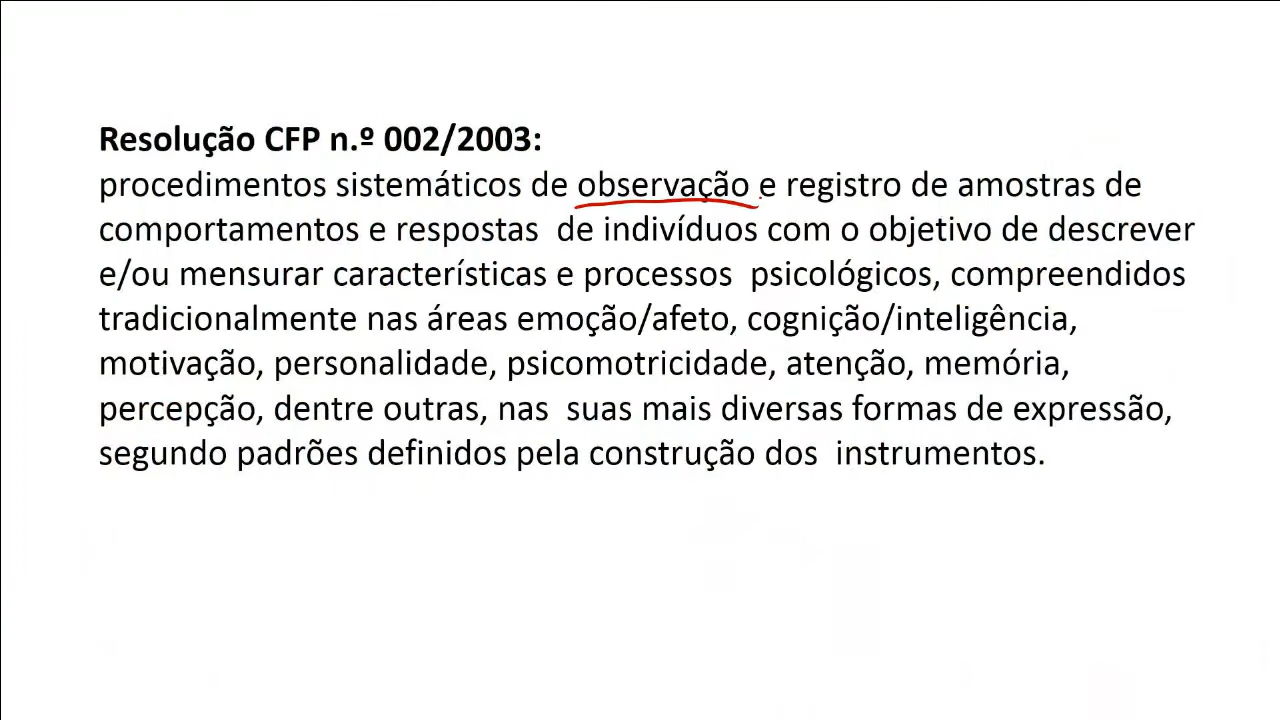 Resolução CFP n.º 002/2003:
procedimentos sistemáticos de observação e registro de amostras de
comportamentos e respostas de indivíduos com o objetivo de descrever
e/ou mensurar características e processos psicológicos, compreendidos
tradicionalmente nas áreas emoção/afeto, cognição/inteligência,
motivação, personalidade, psicomotricidade, atenção, memória,
percepção, dentre outras, nas suas mais diversas formas de expressão,
segundo padrões definidos pela construção dos instrumentos.